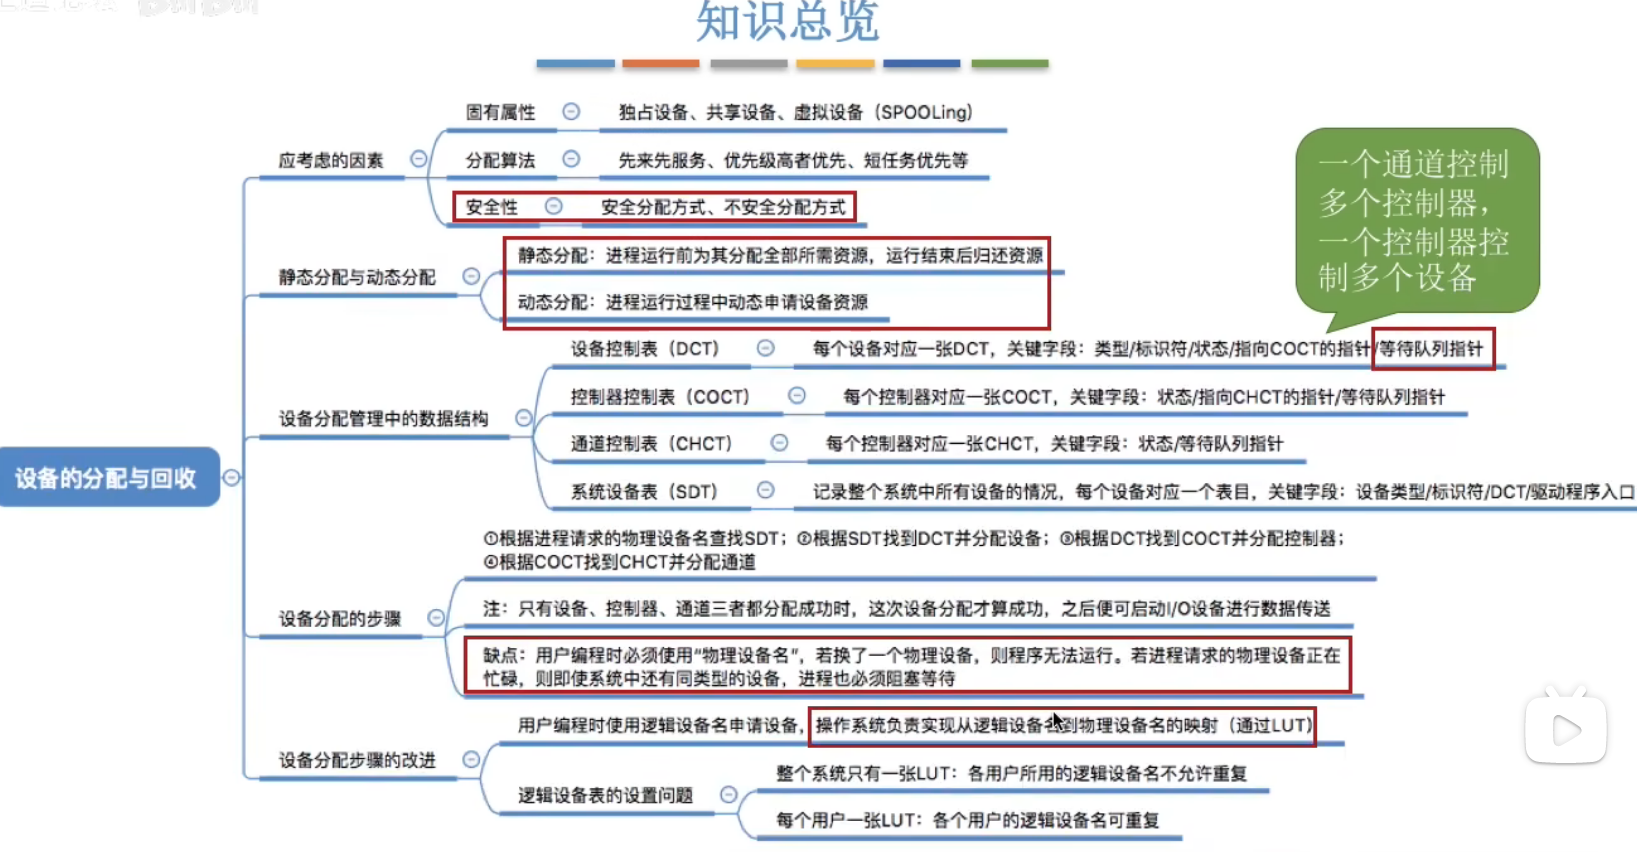 知识总览
固有属性
独占设备、共享设备、虚拟设备（SPOOLing）
应考虑的因素
分配算法
先来先服务、优先级高者优先、短任务优先等
安全性
安全分配方式、不安全分配方式
一个通道控制
多个控制器，
一个控制器控
制多个设备
静态分配与动态分配
静态分配：进程运行前为其分配全部所需资源，运行结束后归还资源
动态分配：进程运行过程中动态申请设备资源
设备分配管理中的数据结构
设备控制表（DCT）
每个设备对应一张DCT，关键字段：类型/标识符/状态/指向COCT的指针/等待队列指针
控制器控制表（COCT）
每个控制器对应一张COCT，关键字段：状态/指向CHCT的指针/等待队列指针
通道控制表（CHCT）
每个控制器对应一张CHCT，关键字段：状态/等待队列指针
系统设备表（SDT）
记录整个系统中所有设备的情况，每个设备对应一个表目，关键字段：设备类型/标识符/DCT/驱动程序入口
设备的分配与回收
设备分配的步骤
①根据进程请求的物理设备名查找SDT；②根据SDT找到DCT并分配设备；③根据DCT找到COCT并分配控制器；
④根据COCT找到CHCT并分配通道
注：只有设备、控制器、通道三者都分配成功时，这次设备分配才算成功，之后便可启动I/O设备进行数据传送
缺点：用户编程时必须使用“物理设备名”，若换了一个物理设备，则程序无法运行。若进程请求的物理设备正在
忙碌，则即使系统中还有同类型的设备，进程也必须阻塞等待
设备分配步骤的改进
用户编程时使用逻辑设备名申请设备，操作系统负责实现从逻辑设备名到物理设备名的映射（通过LUT）
逻辑设备表的设置问题
整个系统只有一张LUT：各用户所用的逻辑设备名不允许重复
每个用户一张LUT：各个用户的逻辑设备名可重复